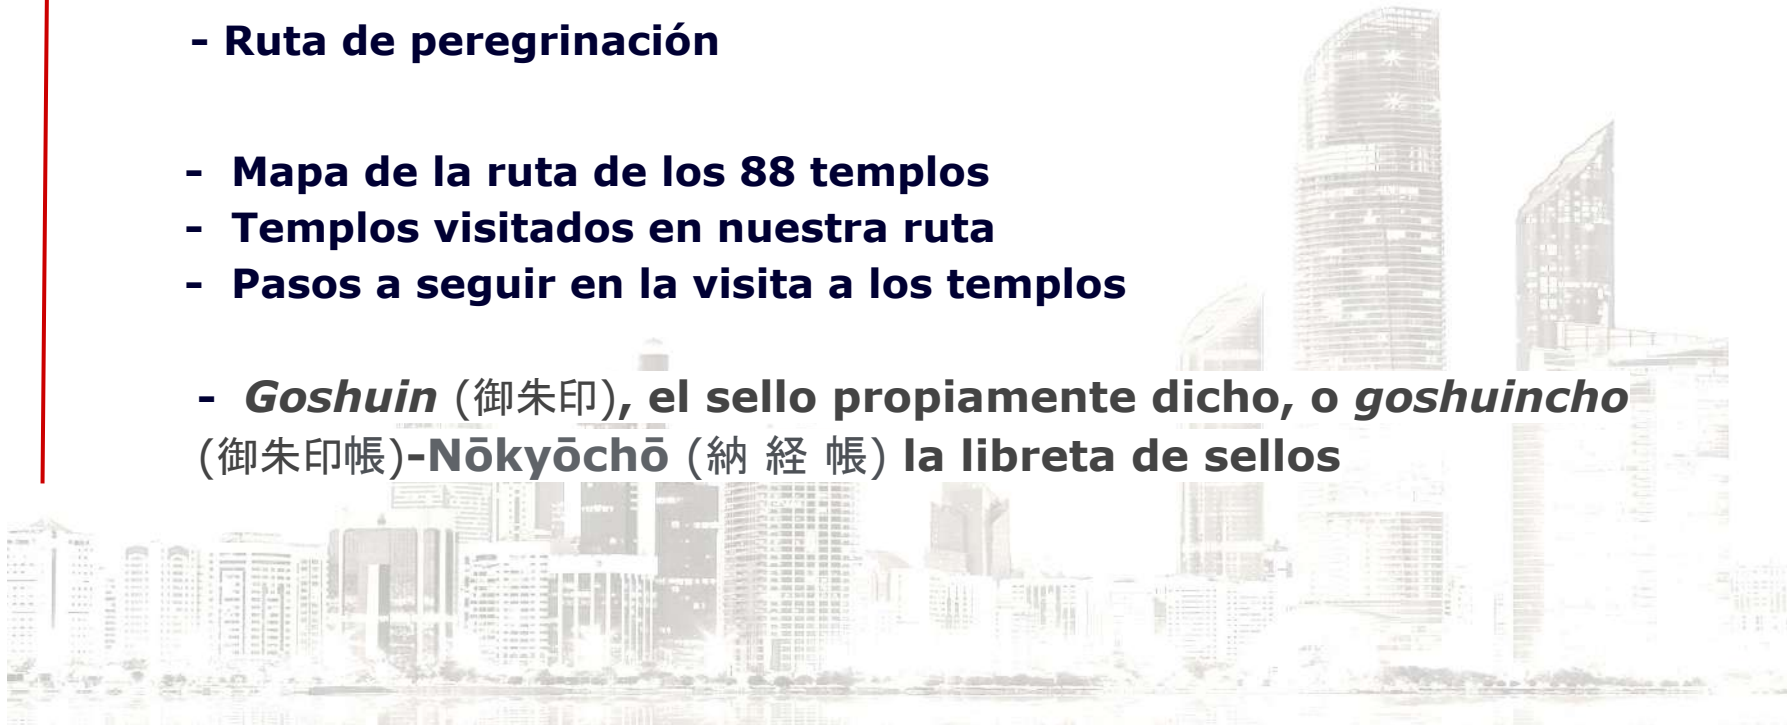 - Ruta de peregrinación
- Mapa de la ruta de los 88 templos
- Templos visitados en nuestra ruta
- Pasos a seguir en la visita a los templos
- Goshuin (御朱印), el sello propiamente dicho, o goshuincho
(御朱印帳)-Nōkyōchō (納 経 帳) la libreta de sellos